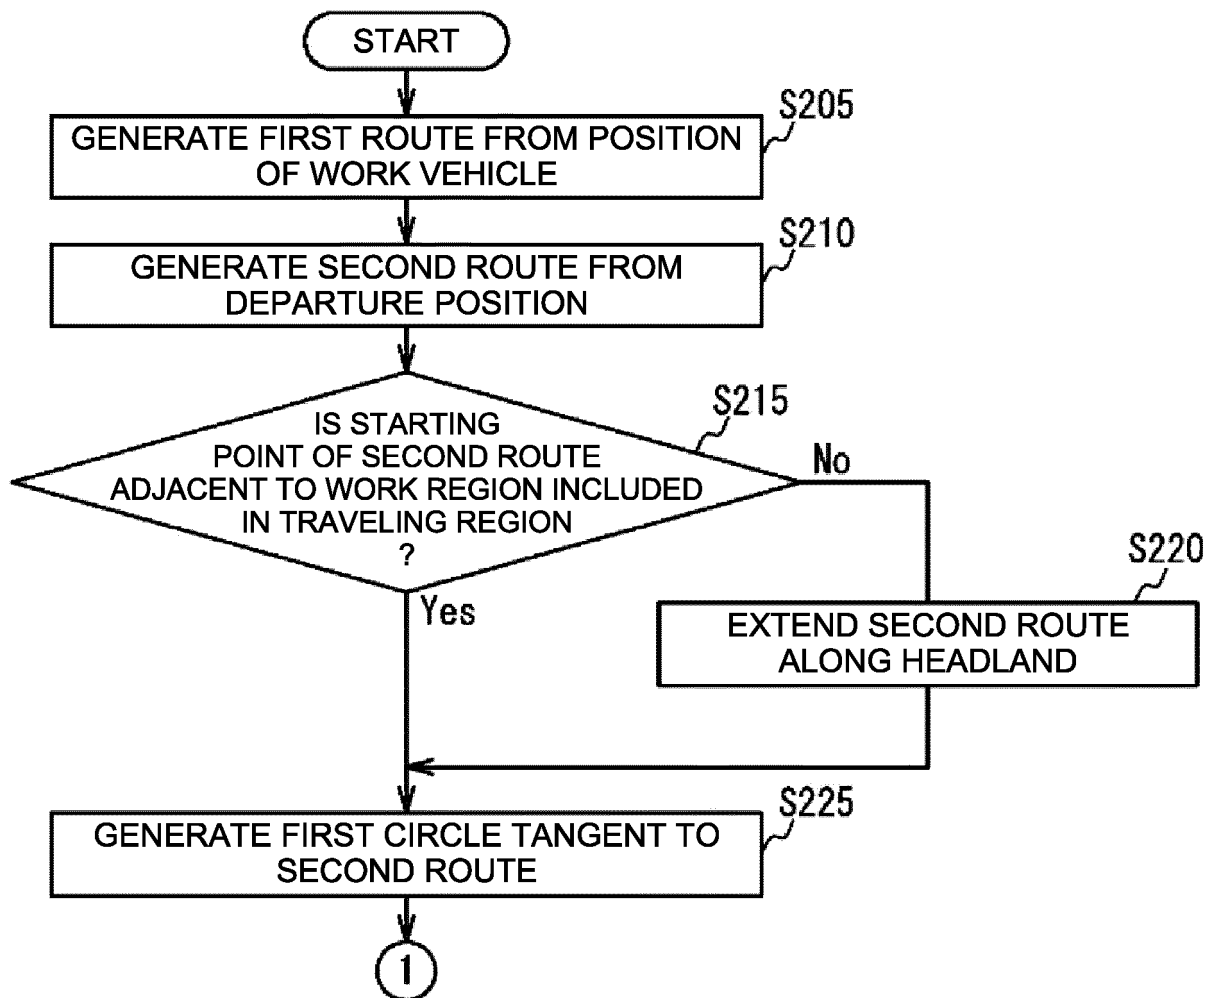 START
S205
GENERATE FIRST ROUTE FROM POSITION
OF WORK VEHICLE
S210
GENERATE SECOND ROUTE FROM
DEPARTURE POSITION
S215
IS STARTING
POINT OF SECOND ROUTE
ADJACENT TO WORK REGION INCLUDED
IN TRAVELING REGION
?
No
Yes
S220
EXTEND SECOND ROUTE
ALONG HEADLAND
S225
GENERATE FIRST CIRCLE TANGENT TO
SECOND ROUTE
1